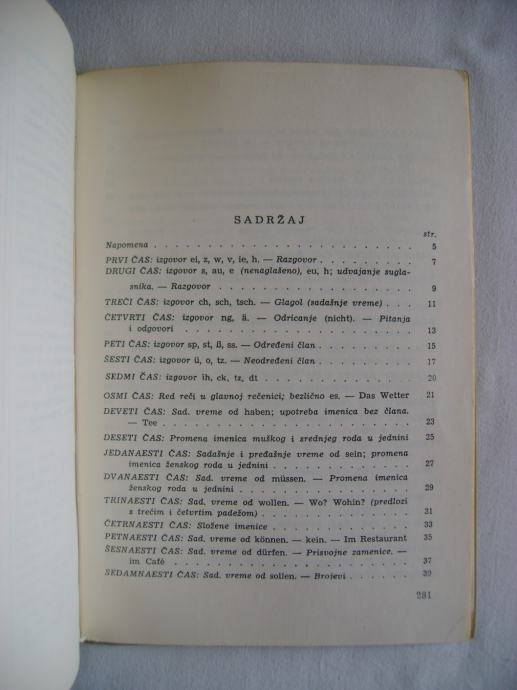 SADRŽAJ
str.
Napomena . . . . . . . . . . . . . . . . . . . . 5
PRVI ČAS: izgovor ei, z, w, v, ie, h. — Razgovor . . . . . . . 7
DRUGI ČAS: izgovor s, au, e (nenaglašeno), eu, h; udvajanje sugla-
snika. — Razgovor . . . . . . . . . . . . . . 9
TREĆI ČAS: izgovor ch, sch, tsch. — Glagol (sadašnje vreme) . . . 11
ČETVRTI ČAS: izgovor ng, ä. — Odricanje (nicht). — Pitanja
i odgovori . . . . . . . . . . . . . . . . . 13
PETI ČAS: izgovor sp, st, ß, ss. — Određeni član . . . . . . . 15
ŠESTI ČAS: izgovor ü, o, tz. — Neodređeni član . . . . . . . 17
SEDMI ČAS: izgovor ih, ck, tz, dt . . . . . . . . . . . . 20
OSMI ČAS: Red reči u glavnoj rečenici; bezlično es. — Das Wetter 21
DEVETI ČAS: Sad. vreme od haben; upotreba imenica bez člana.
— Tee . . . . . . . . . . . . . . . . . . . 23
DESETI ČAS: Promena imenica muškog i srednjeg roda u jednini 25
JEDANAESTI ČAS: Sadašnje i pređašnje vreme od sein; promena
imenica ženskog roda u jednini . . . . . . . . . . . 27
DVANAESTI ČAS: Sad. vreme od müssen. — Promena imenica
ženskog roda u jednini . . . . . . . . . . . . . 29
TRINAESTI ČAS: Sad. vreme od wollen. — Wo? Wohin? (predlozi
s trećim i četvrtim padežom) . . . . . . . . . . . 31
ČETRNAESTI ČAS: Složene imenice . . . . . . . . . . . 33
PETNAESTI ČAS: Sad. vreme od können. — kein. — Im Restaurant 35
ŠESNAESTI ČAS: Sad. vreme od dürfen. — Prisvojne zamenice. —
im Café . . . . . . . . . . . . . . . . . . 37
SEDAMNAESTI ČAS: Sad. vreme od sollen. — Brojevi . . . . . . 39
281